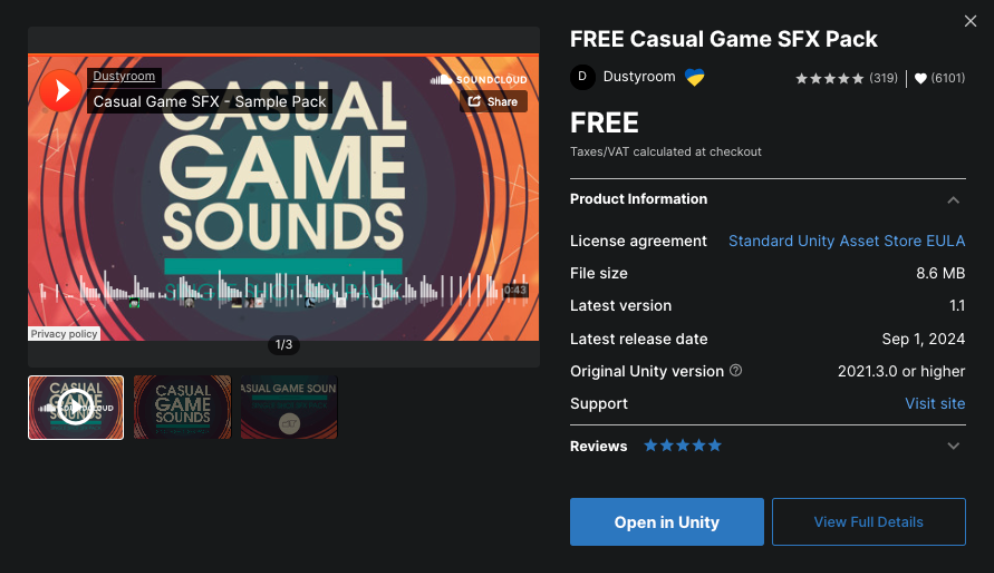 FREE Casual Game SFX Pack
D Dustyroom (319) (6101)
FREE
Taxes/VAT calculated at checkout
Product Information
License agreement Standard Unity Asset Store EULA
File size 8.6 MB
Latest version 1.1
Latest release date Sep 1, 2024
Original Unity version 2021.3.0 or higher
Support Visit site
Reviews
Open in Unity View Full Details
Dustyroom
SOUNDCLOUD
Casual Game SFX - Sample Pack
Share
CASUAL
GAME
SOUNDS
0:43
Privacy policy
1/3
CASUAL
GAME
SOUNDS
SOUNDCLOUD
CASUAL
GAME
SOUNDS
ASUAL GAME SOUN